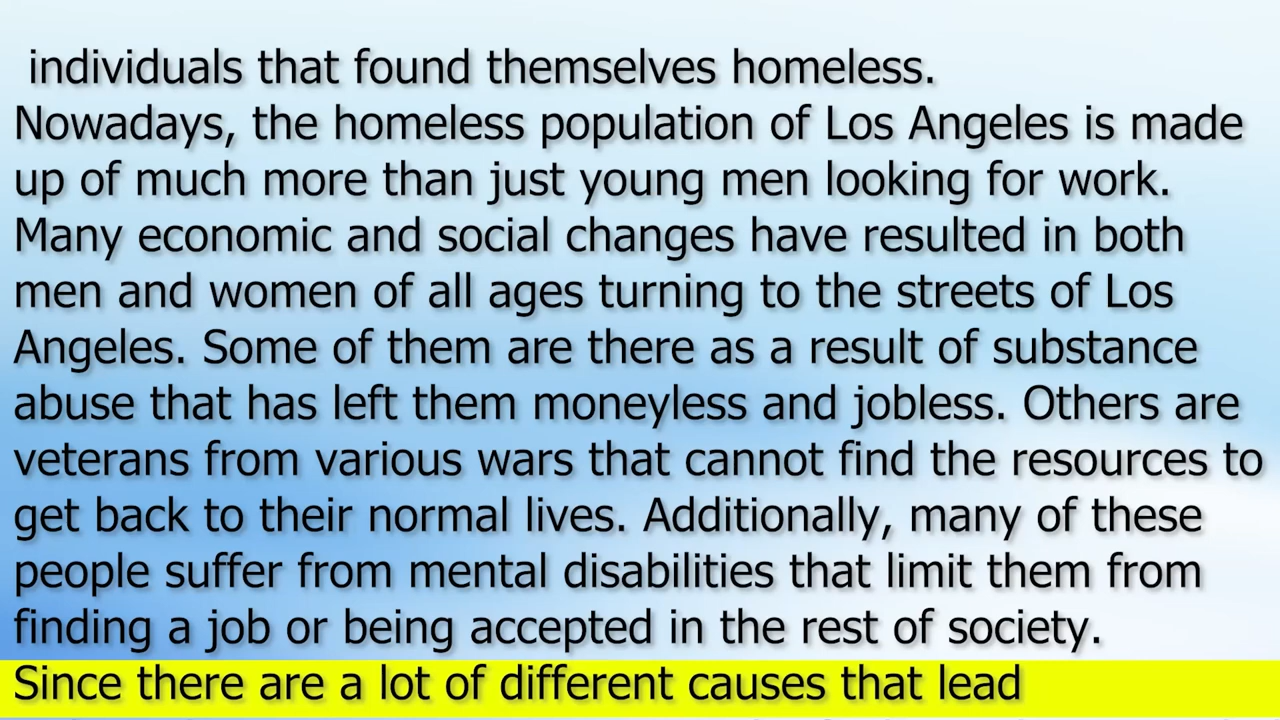 individuals that found themselves homeless.
Nowadays, the homeless population of Los Angeles is made
up of much more than just young men looking for work.
Many economic and social changes have resulted in both
men and women of all ages turning to the streets of Los
Angeles. Some of them are there as a result of substance
abuse that has left them moneyless and jobless. Others are
veterans from various wars that cannot find the resources to
get back to their normal lives. Additionally, many of these
people suffer from mental disabilities that limit them from
finding a job or being accepted in the rest of society.
Since there are a lot of different causes that lead